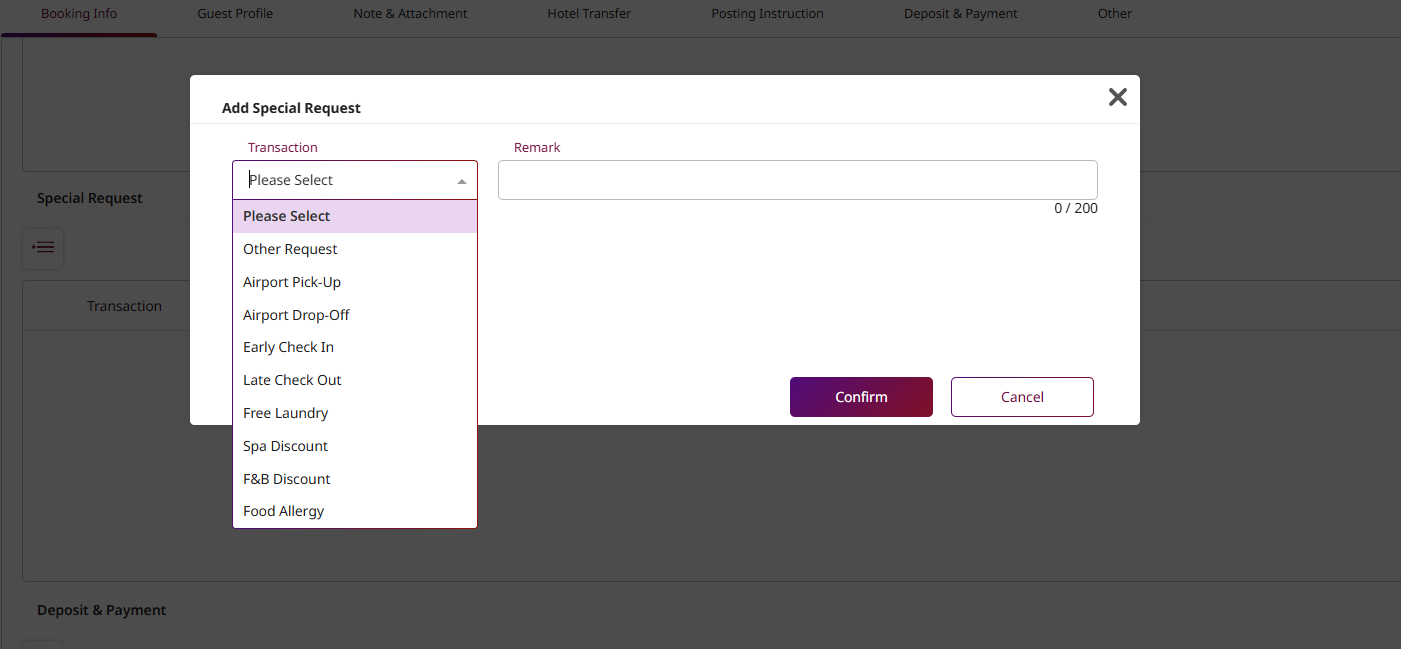 Booking Info Guest Profile Note & Attachment Hotel Transfer Posting Instruction Deposit & Payment Other
Add Special Request
Transaction Remark
Please Select
0 / 200
Please Select
Other Request
Airport Pick-Up
Airport Drop-Off
Early Check In
Late Check Out
Free Laundry
Spa Discount
F&B Discount
Food Allergy
Confirm Cancel
Special Request
Transaction
Deposit & Payment